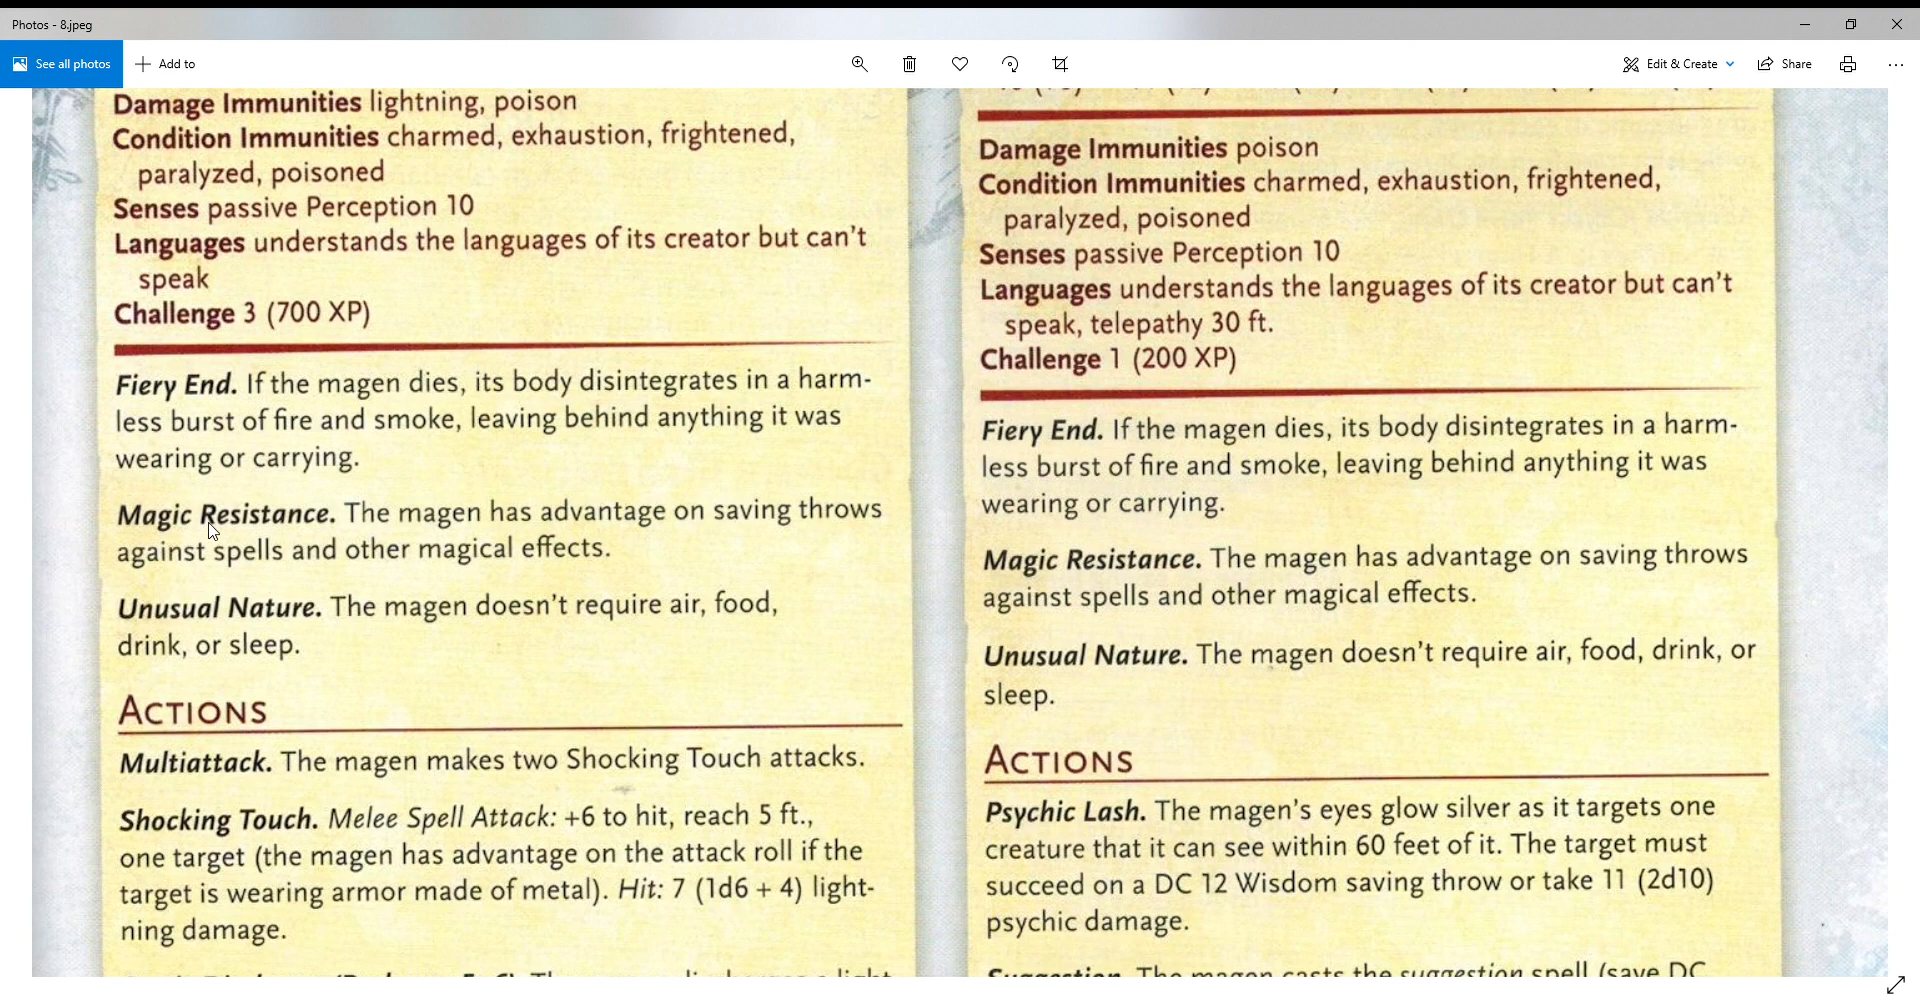 Photos - 8.jpeg
See all photos
Add to
Edit & Create
Share
Damage Immunities lightning, poison
Condition Immunities charmed, exhaustion, frightened,
paralyzed, poisoned
Senses passive Perception 10
Languages understands the languages of its creator but can't
speak
Challenge 3 (700 XP)
Fiery End. If the magen dies, its body disintegrates in a harm-
less burst of fire and smoke, leaving behind anything it was
wearing or carrying.
Magic Resistance. The magen has advantage on saving throws
against spells and other magical effects.
Unusual Nature. The magen doesn't require air, food,
drink, or sleep.
ACTIONS
Multiattack. The magen makes two Shocking Touch attacks.
Shocking Touch. Melee Spell Attack: +6 to hit, reach 5 ft.,
one target (the magen has advantage on the attack roll if the
target is wearing armor made of metal). Hit: 7 (1d6 + 4) light-
ning damage.
Damage Immunities poison
Condition Immunities charmed, exhaustion, frightened,
paralyzed, poisoned
Senses passive Perception 10
Languages understands the languages of its creator but can't
speak, telepathy 30 ft.
Challenge 1 (200 XP)
Fiery End. If the magen dies, its body disintegrates in a harm-
less burst of fire and smoke, leaving behind anything it was
wearing or carrying.
Magic Resistance. The magen has advantage on saving throws
against spells and other magical effects.
Unusual Nature. The magen doesn't require air, food, drink, or
sleep.
ACTIONS
Psychic Lash. The magen's eyes glow silver as it targets one
creature that it can see within 60 feet of it. The target must
succeed on a DC 12 Wisdom saving throw or take 11 (2d10)
psychic damage.
Suggestion. The magen casts the suggestion spell (save DC